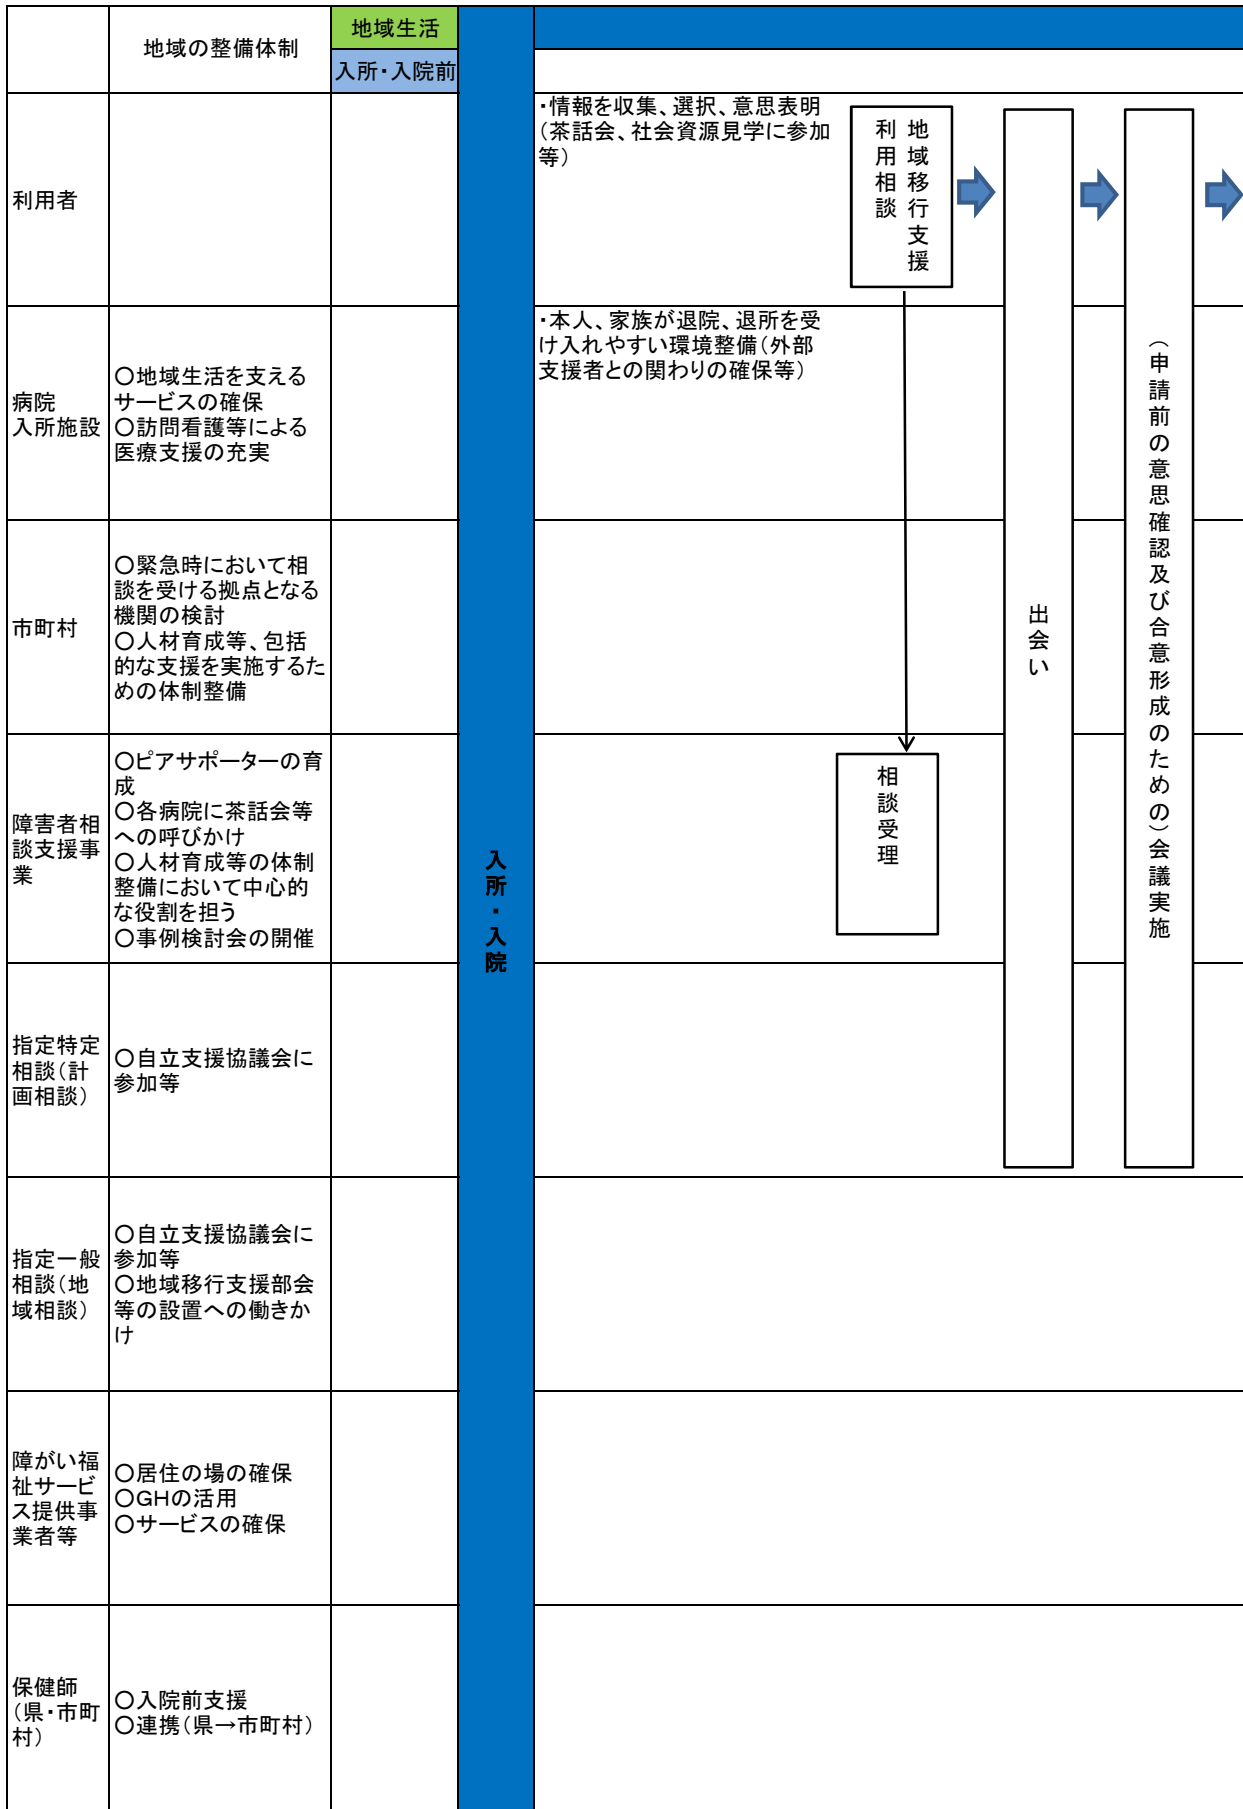 地域の整備体制
地域生活
入所・入院前
入所・入院
利用者
・情報を収集、選択、意思表明
(茶話会、社会資源見学に参加
等)
地域移行支援
利用相談
出会い
(申請前の意思確認及び合意形成のための)会議実施
病院
入所施設
〇地域生活を支える
サービスの確保
〇訪問看護等による
医療支援の充実
・本人、家族が退院、退所を受
け入れやすい環境整備(外部
支援者との関わりの確保等)
市町村
〇緊急時において相
談を受ける拠点となる
機関の検討
〇人材育成等、包括
的な支援を実施するた
めの体制整備
障害者相
談支援事
業
〇ピアサポーターの育
成
〇各病院に茶話会等
への呼びかけ
〇人材育成等の体制
整備において中心的
な役割を担う
〇事例検討会の開催
相談受理
指定特定
相談(計
画相談)
〇自立支援協議会に
参加等
指定一般
相談(地
域相談)
〇自立支援協議会に
参加等
〇地域移行支援部会
等の設置への働きか
け
障がい福
祉サービ
ス提供事
業者等
〇居住の場の確保
〇GHの活用
〇サービスの確保
保健師
(県・市町
村)
〇入院前支援
〇連携(県→市町村)